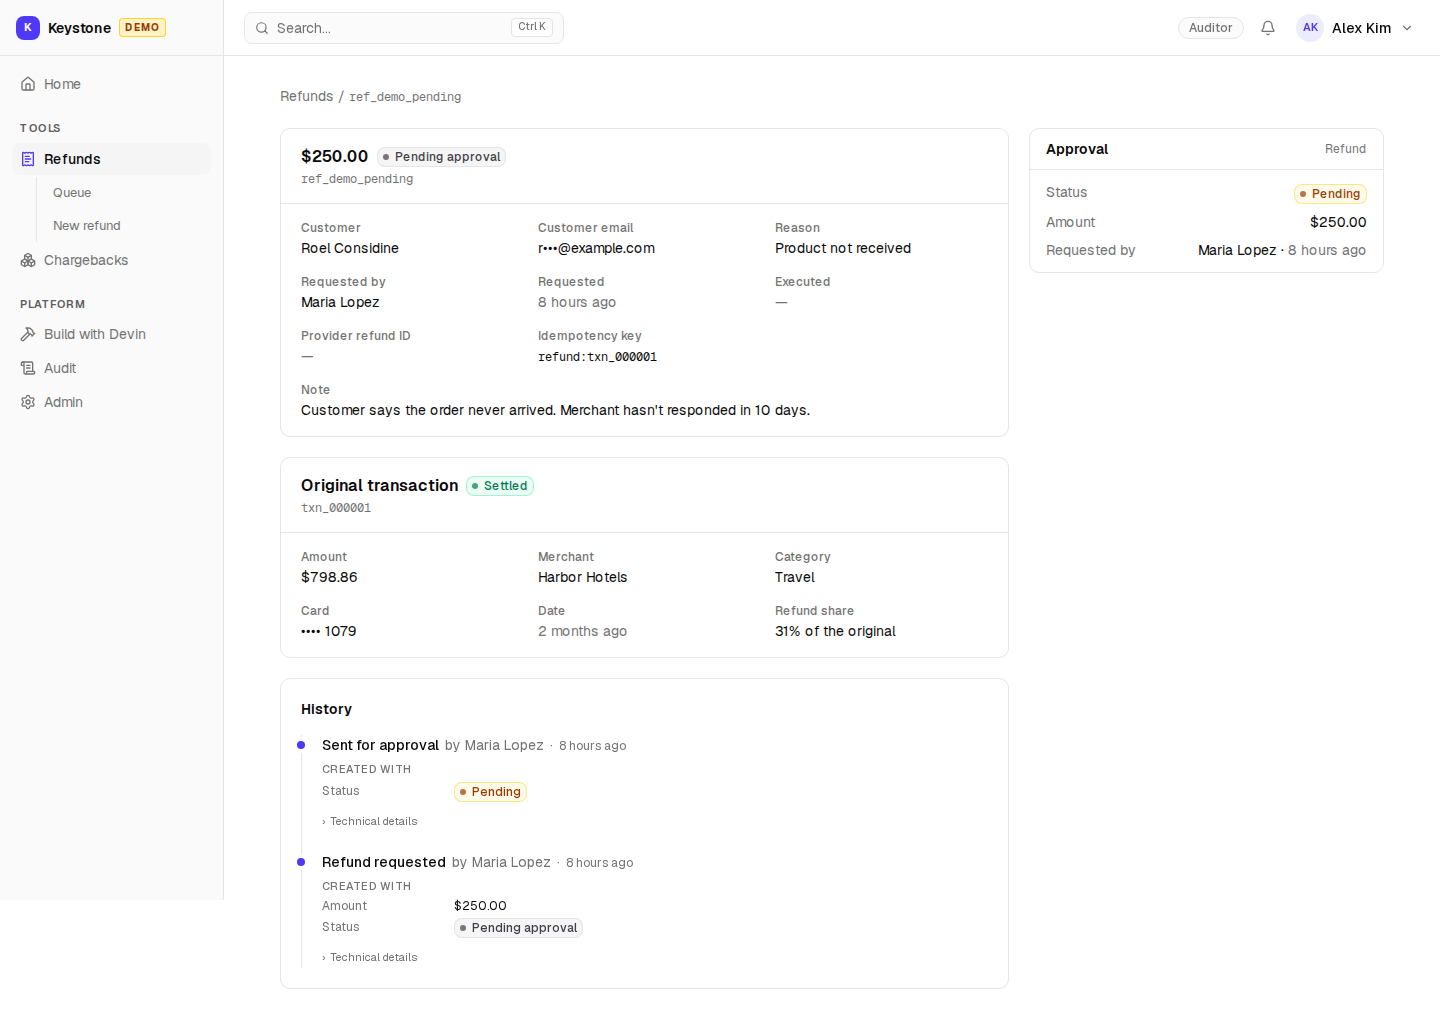 K Keystone DEMO
Search... Ctrl K
Auditor
AK Alex Kim
Home
TOOLS
Refunds
Queue
New refund
Chargebacks
PLATFORM
Build with Devin
Audit
Admin
Refunds / ref_demo_pending
$250.00 Pending approval
ref_demo_pending
Customer Customer email Reason
Roel Considine r•••@example.com Product not received
Requested by Requested Executed
Maria Lopez 8 hours ago —
Provider refund ID Idempotency key
— refund:txn_000001
Note
Customer says the order never arrived. Merchant hasn't responded in 10 days.
Approval Refund
Status Pending
Amount $250.00
Requested by Maria Lopez · 8 hours ago
Original transaction Settled
txn_000001
Amount Merchant Category
$798.86 Harbor Hotels Travel
Card Date Refund share
•••• 1079 2 months ago 31% of the original
History
Sent for approval by Maria Lopez · 8 hours ago
CREATED WITH
Status Pending
› Technical details
Refund requested by Maria Lopez · 8 hours ago
CREATED WITH
Amount $250.00
Status Pending approval
› Technical details